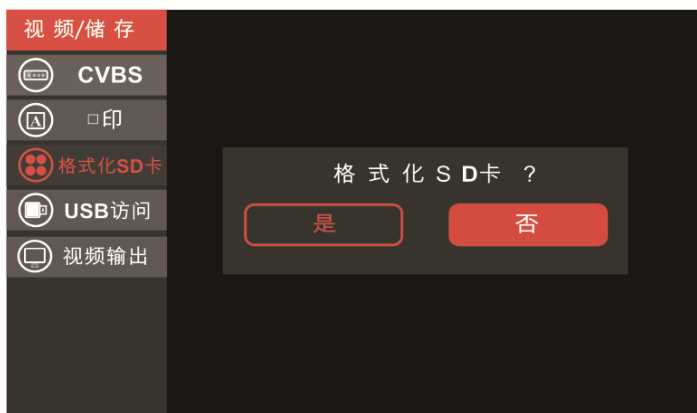 视频/储存
CVBS
□印
格式化SD卡
USB访问
视频输出
格式化SD卡？
是
否